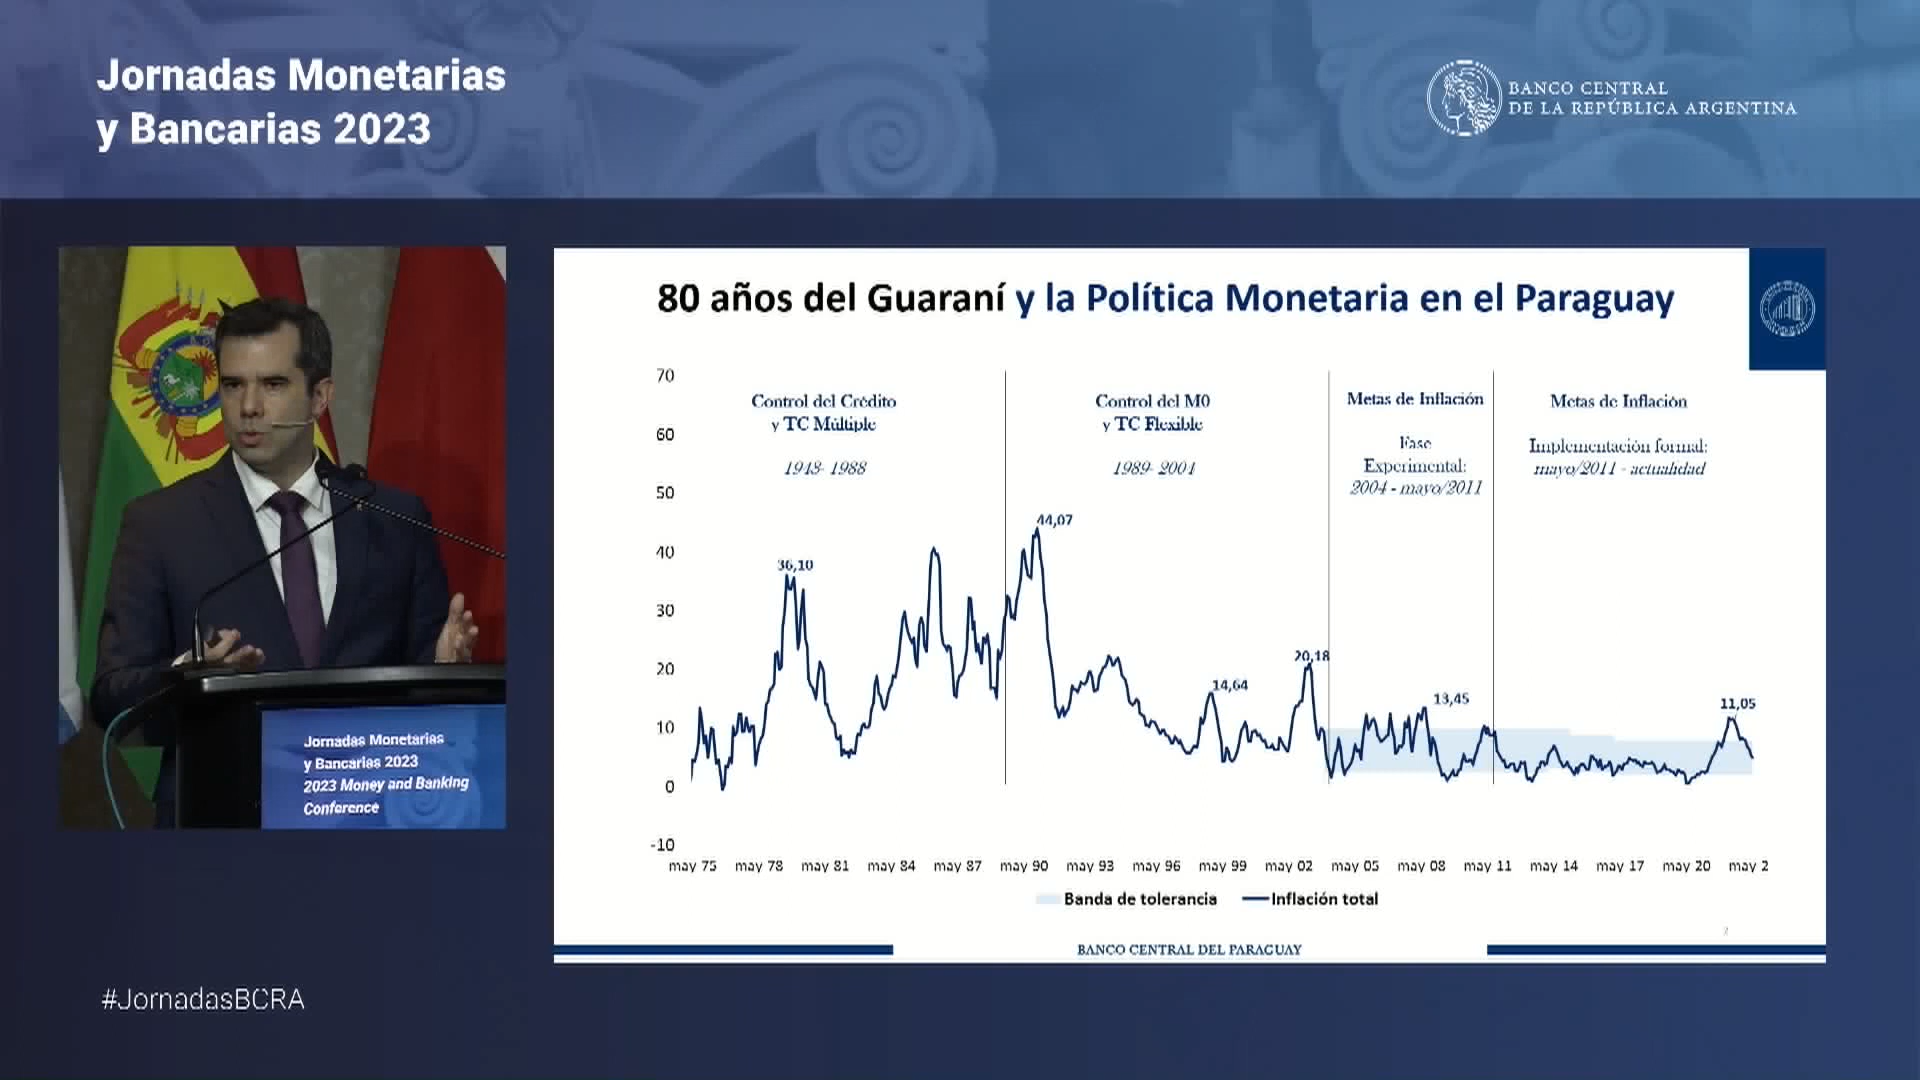 Jornadas Monetarias
y Bancarias 2023
BANCO CENTRAL
DE LA REPÚBLICA ARGENTINA
80 años del Guaraní y la Política Monetaria en el Paraguay
70
60
50
40
30
20
10
0
-10
Control del Crédito
y TC Múltiple
1943- 1988
Control del M0
y TC Flexible
1989- 2004
Metas de Inflación
Fase
Experimental:
2004 - mayo/2011
Metas de Inflación
Implementación formal:
mayo/2011 - actualidad
36,10
44,07
14,64
20,18
13,45
11,05
may 75 may 78 may 81 may 84 may 87 may 90 may 93 may 96 may 99 may 02 may 05 may 08 may 11 may 14 may 17 may 20 may 2
Banda de tolerancia Inflación total
2
BANCO CENTRAL DEL PARAGUAY
Jornadas Monetarias
y Bancarias 2023
2023 Money and Banking
Conference
#JornadasBCRA